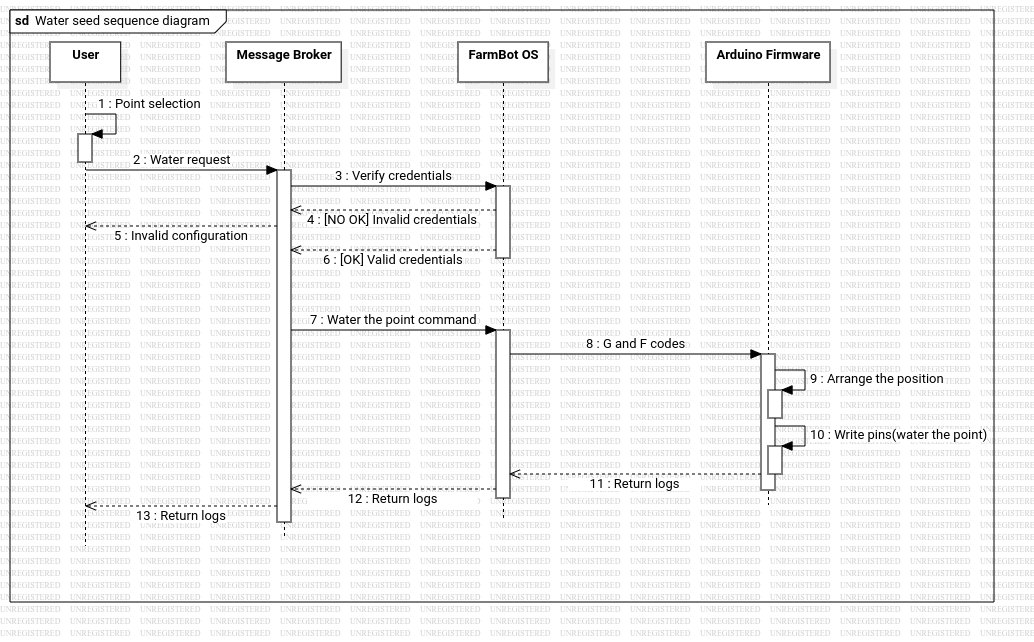 sd Water seed sequence diagram
User
Message Broker
FarmBot OS
Arduino Firmware
1 : Point selection
2 : Water request
3 : Verify credentials
4 : [NO OK] Invalid credentials
5 : Invalid configuration
6 : [OK] Valid credentials
7 : Water the point command
8 : G and F codes
9 : Arrange the position
10 : Write pins(water the point)
11 : Return logs
12 : Return logs
13 : Return logs
UNREGISTERED